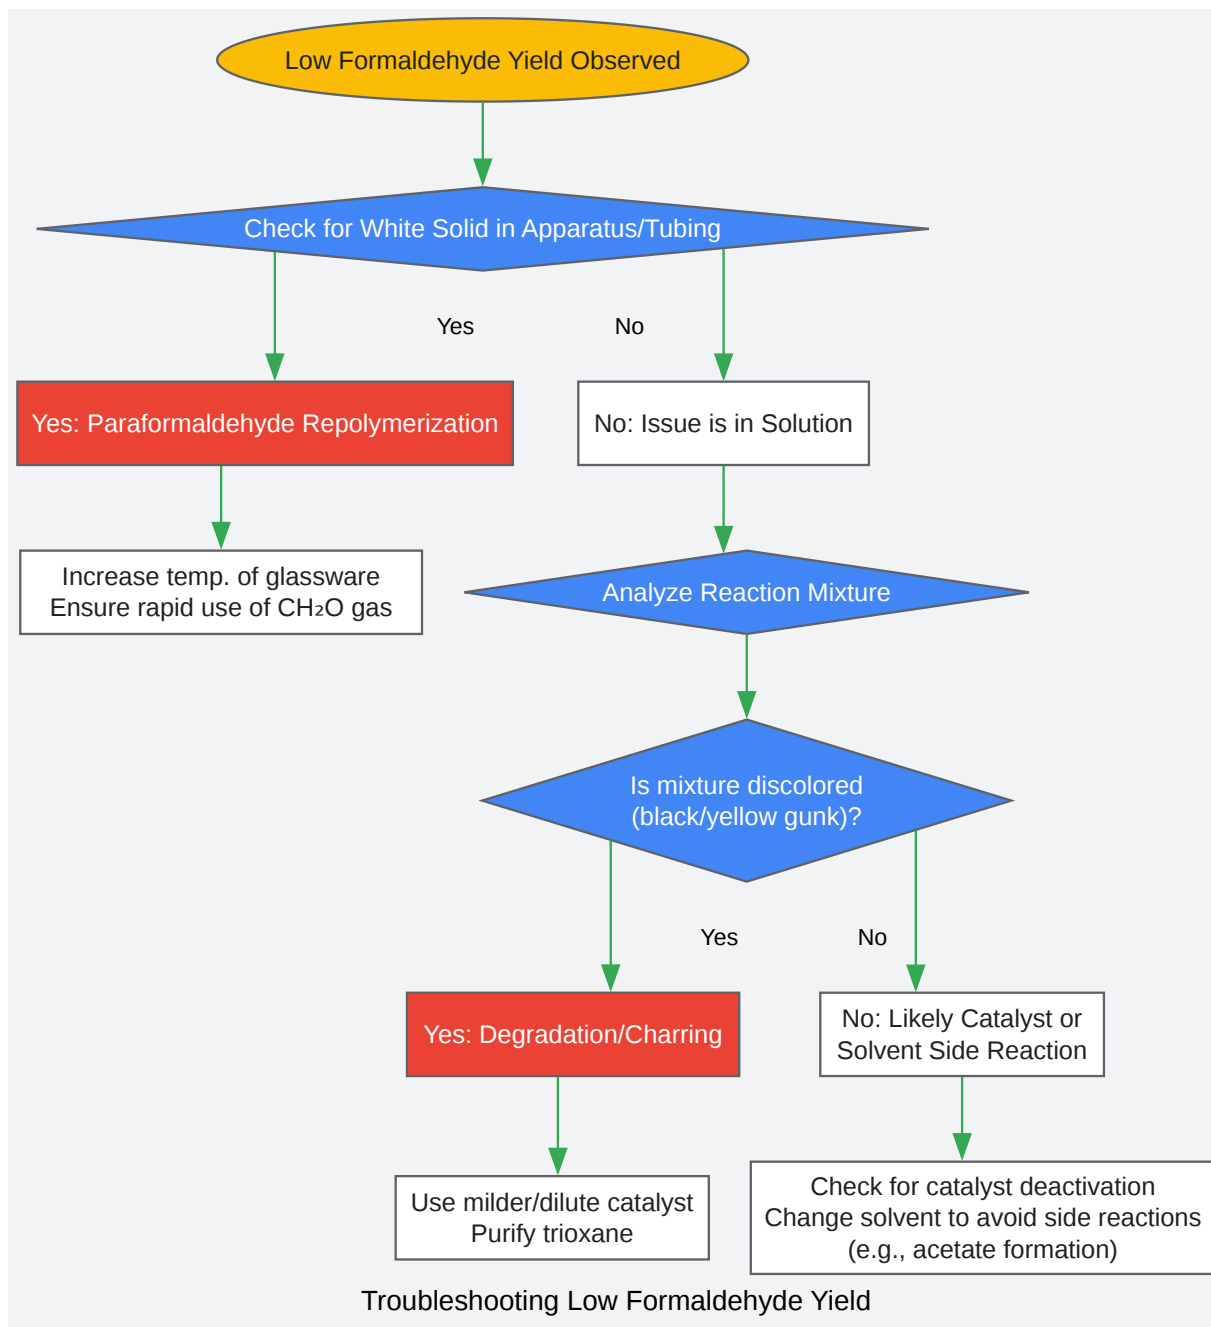 Low Formaldehyde Yield Observed
Check for White Solid in Apparatus/Tubing
Yes
No
Yes: Paraformaldehyde Repolymerization
No: Issue is in Solution
Increase temp. of glassware
Ensure rapid use of CH₂O gas
Analyze Reaction Mixture
Is mixture discolored
(black/yellow gunk)?
Yes
No
Yes: Degradation/Charring
No: Likely Catalyst or
Solvent Side Reaction
Use milder/dilute catalyst
Purify trioxane
Check for catalyst deactivation
Change solvent to avoid side reactions
(e.g., acetate formation)
Troubleshooting Low Formaldehyde Yield